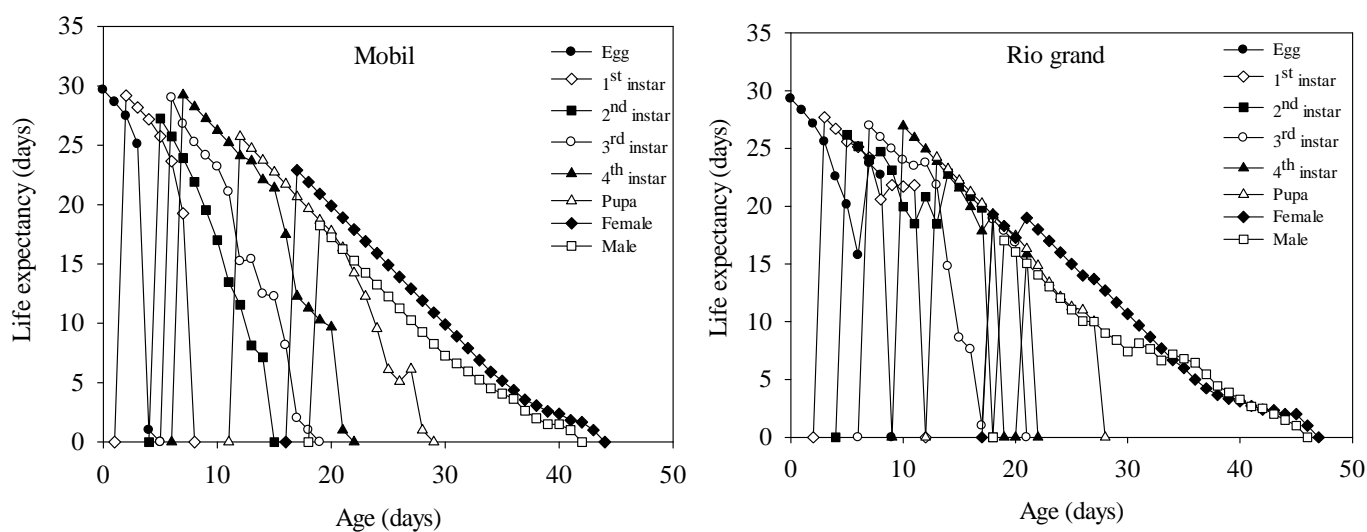 Mobil
Egg
1st instar
2nd instar
3rd instar
4th instar
Pupa
Female
Male
Life expectancy (days)
35
30
25
20
15
10
5
0
0 10 20 30 40 50
Age (days)
Rio grand
Egg
1st instar
2nd instar
3rd instar
4th instar
Pupa
Female
Male
Life expectancy (days)
35
30
25
20
15
10
5
0
0 10 20 30 40 50
Age (days)